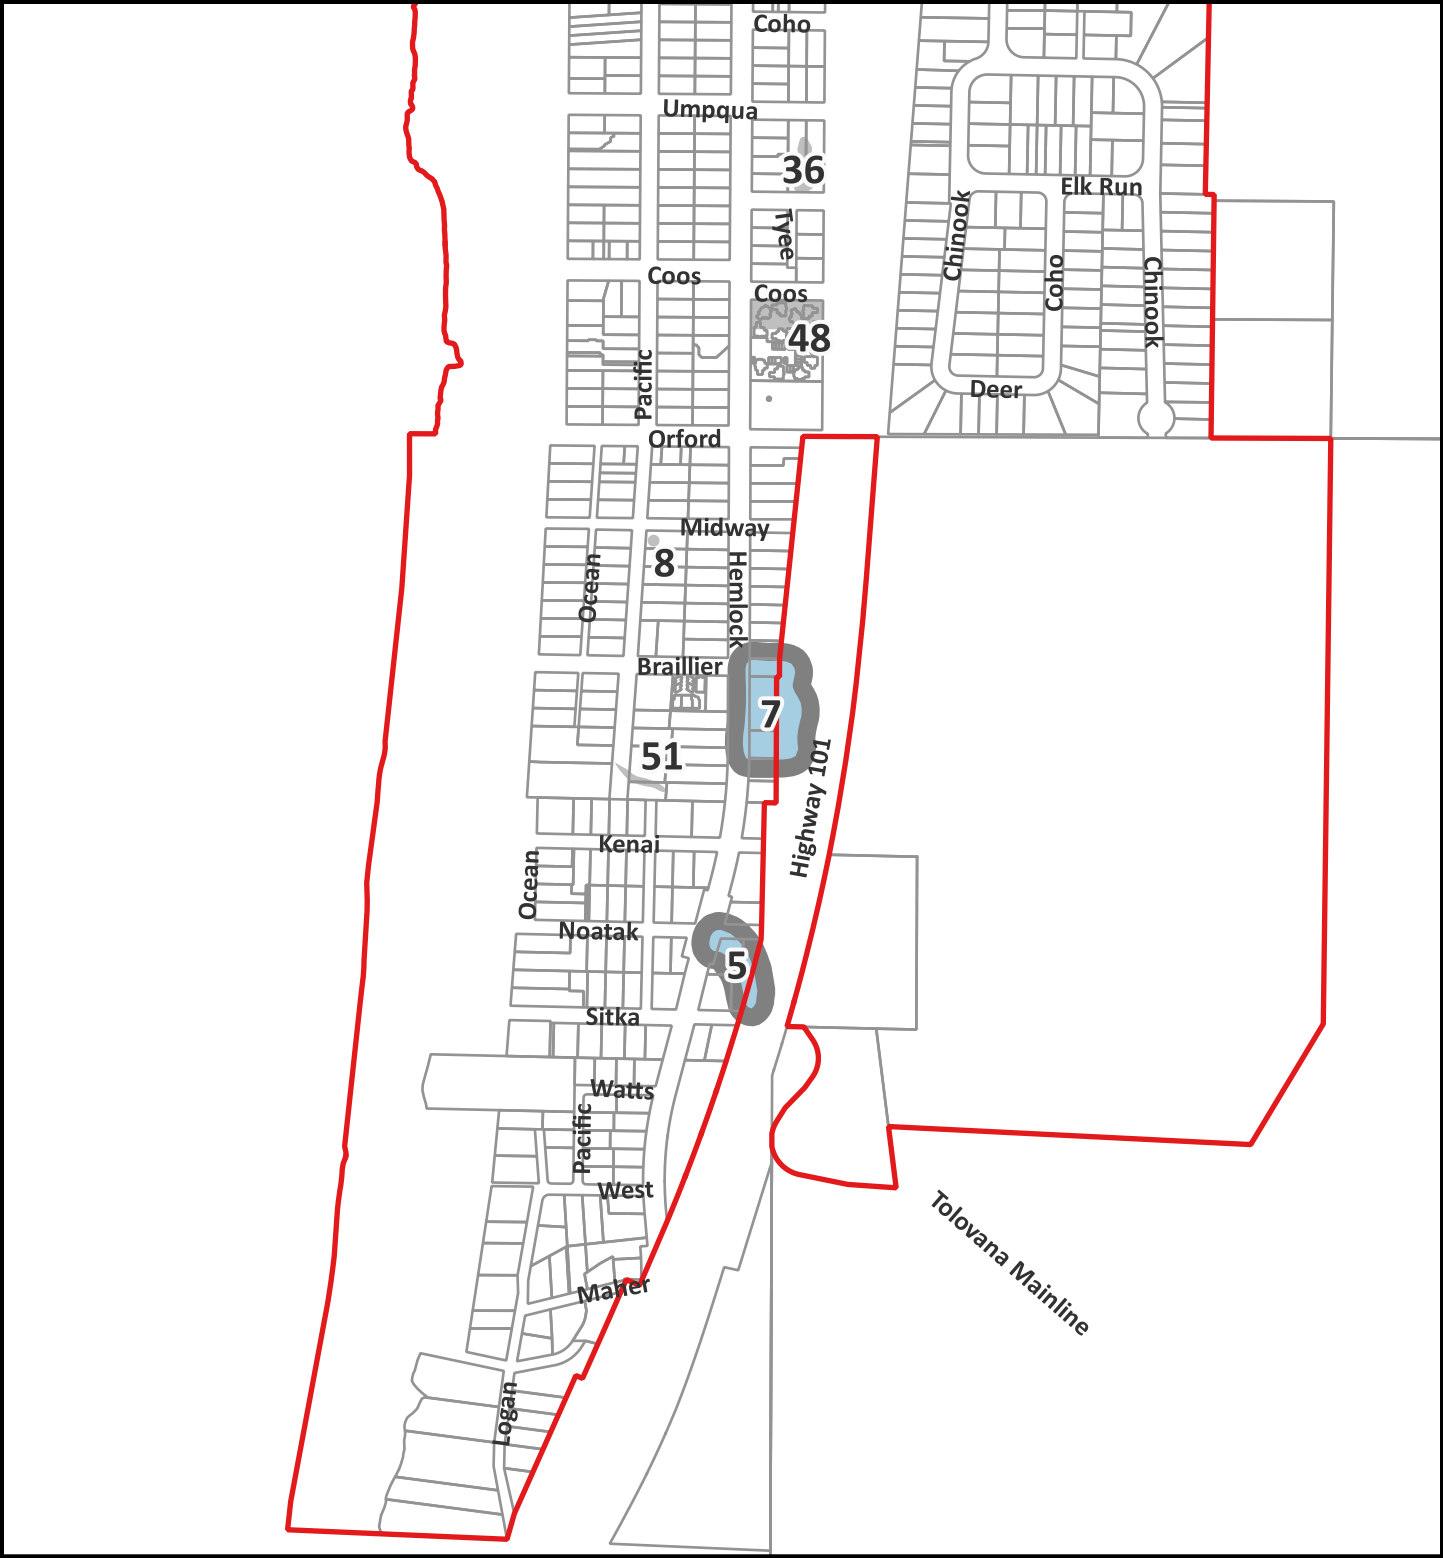 Coho
Umpqua
36
Elk Run
Tyee
Chinook
Coos
Coos
Coho
Chinook
48
Pacific
Deer
Orford
Midway
8
Ocean
Hemlock
Braillier
7
51
Highway 101
Kenai
Ocean
Noatak
5
Sitka
Watts
Pacific
West
Maher
Tolovana Mainline
Logan